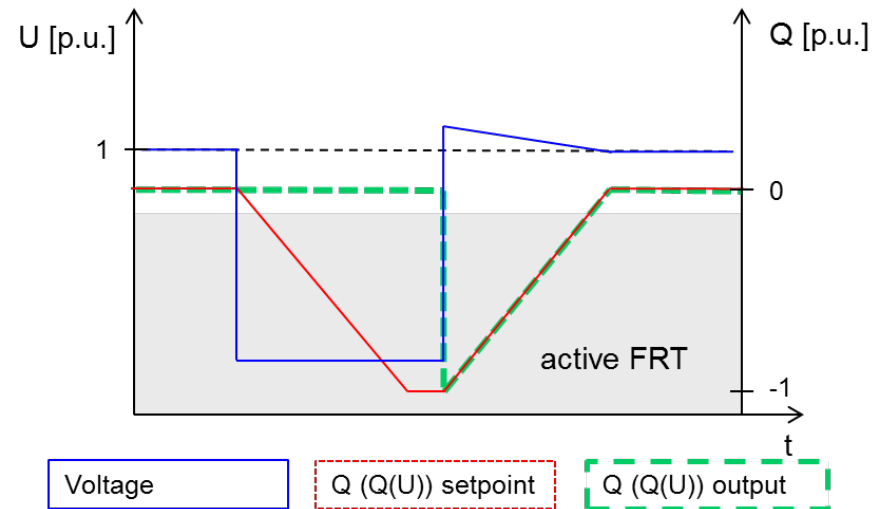 U [p.u.]
Q [p.u.]
1
0
active FRT
-1
t
Voltage
Q (Q(U)) setpoint
Q (Q(U)) output